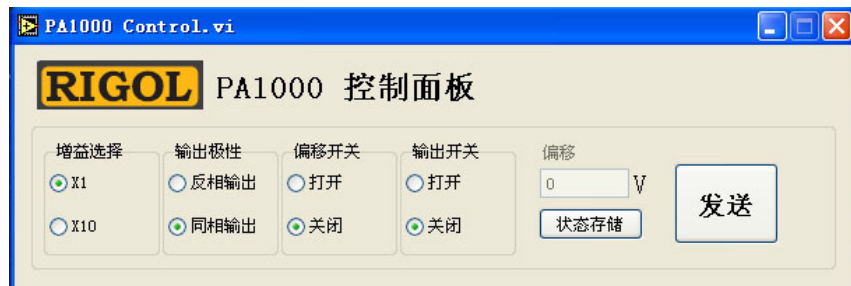 PA1000 Control.vi
RIGOL PA1000 控制面板
增益选择 输出极性 偏移开关 输出开关 偏移
X1 反相输出 打开 打开 0 V 发送
X10 同相输出 关闭 关闭 状态存储